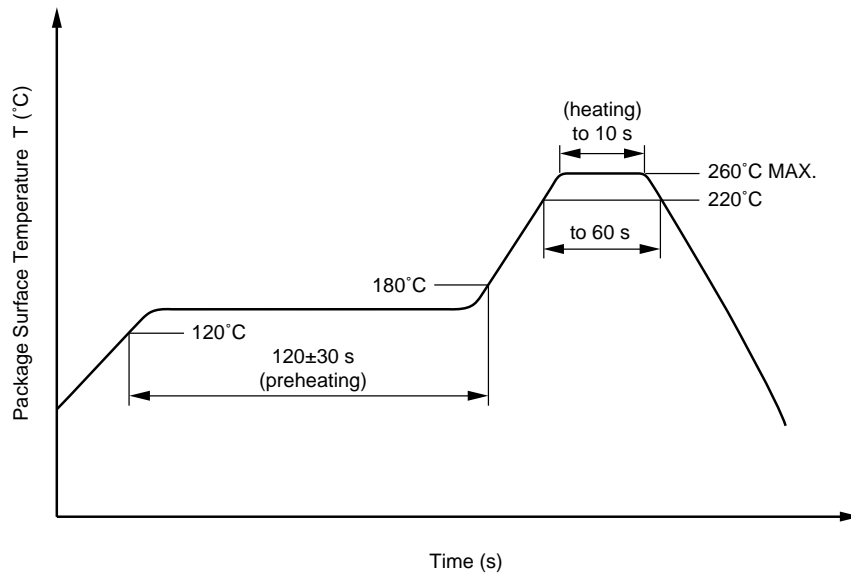 Package Surface Temperature T (˚C)
(heating)
to 10 s
260˚C MAX.
220˚C
to 60 s
180˚C
120˚C
120±30 s
(preheating)
Time (s)